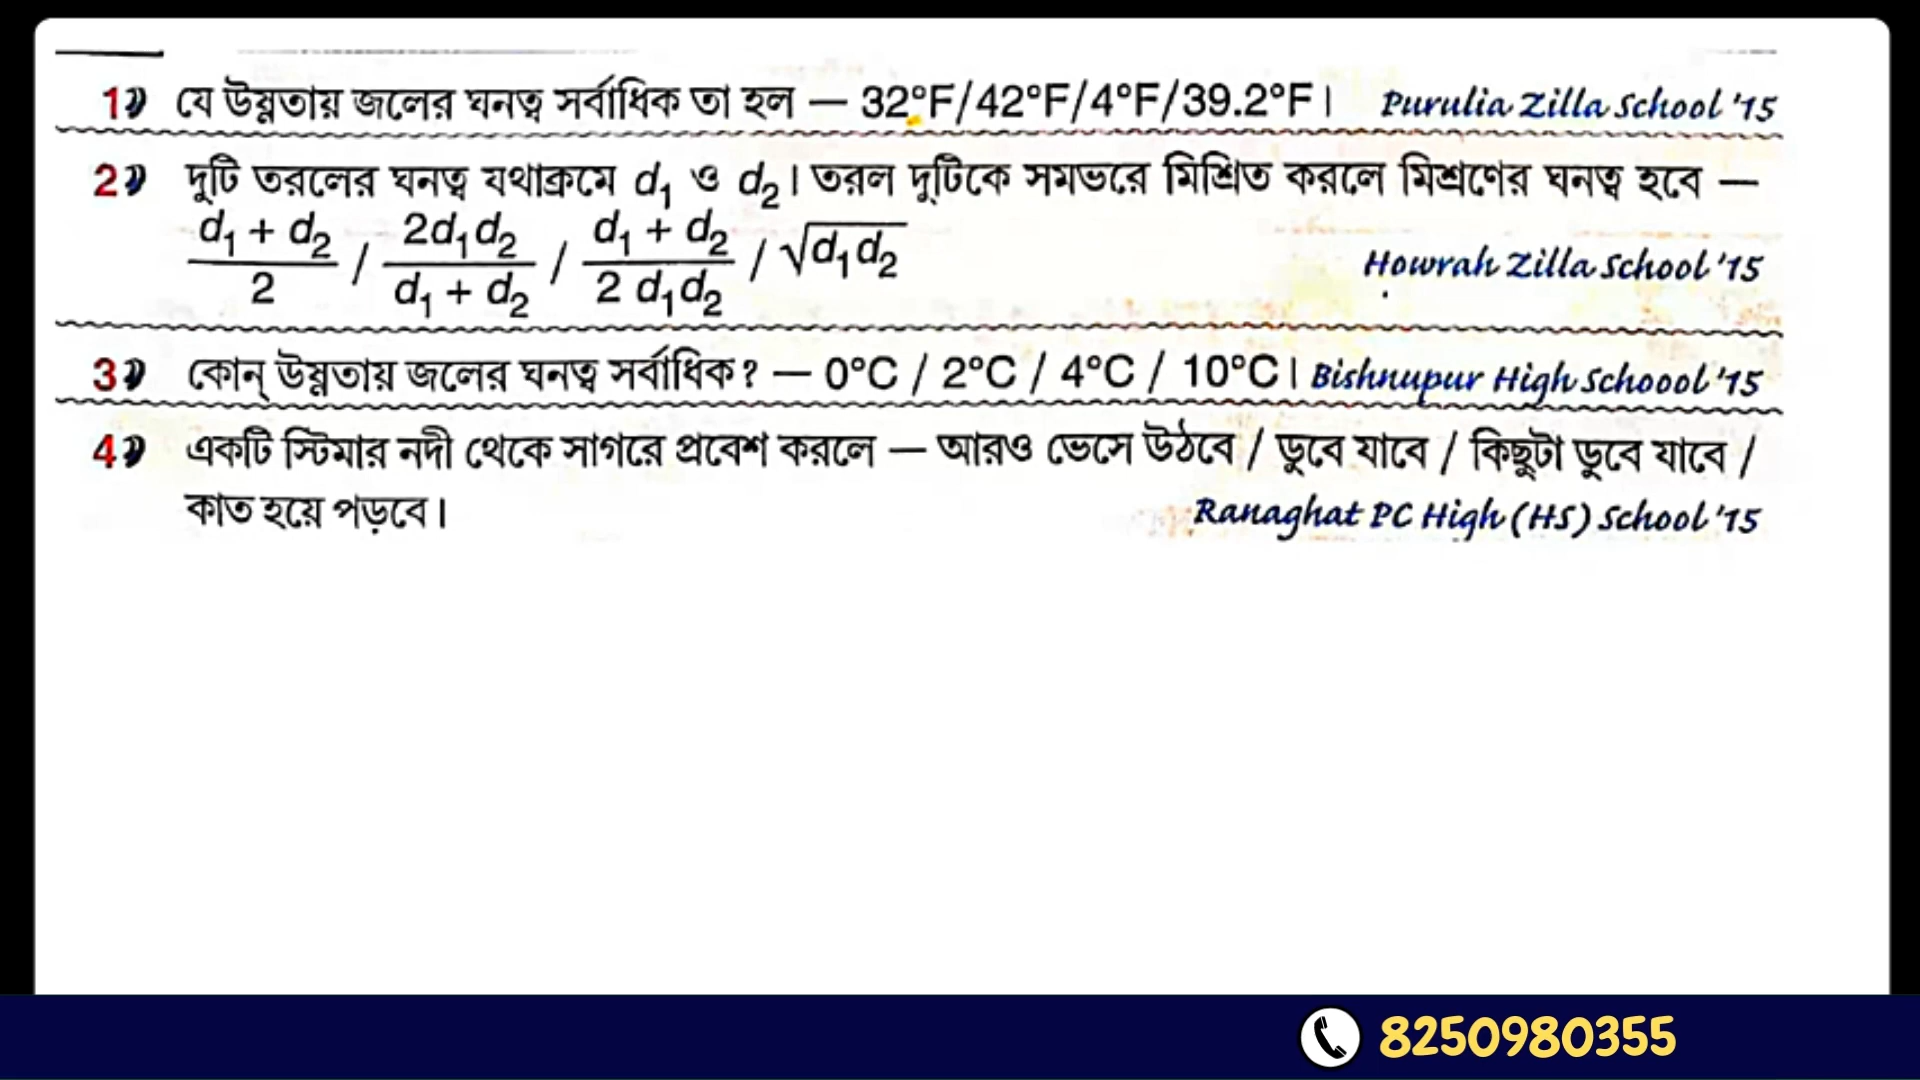 1) যে উষ্ণতায় জলের ঘনত্ব সর্বাধিক তা হল — 32°F/42°F/4°F/39.2°F। Purulia Zilla School '15
2) দুটি তরলের ঘনত্ব যথাক্রমে d₁ ও d₂। তরল দুটিকে সমভরে মিশ্রিত করলে মিশ্রণের ঘনত্ব হবে —
(d₁ + d₂)/2 / 2d₁d₂/(d₁ + d₂) / (d₁ + d₂)/(2 d₁d₂) / √(d₁d₂) Howrah Zilla School '15
3) কোন্ উষ্ণতায় জলের ঘনত্ব সর্বাধিক? — 0°C / 2°C / 4°C / 10°C। Bishnupur High Schoool '15
4) একটি স্টিমার নদী থেকে সাগরে প্রবেশ করলে — আরও ভেসে উঠবে / ডুবে যাবে / কিছুটা ডুবে যাবে /
কাত হয়ে পড়বে। Ranaghat PC High (HS) School '15
8250980355